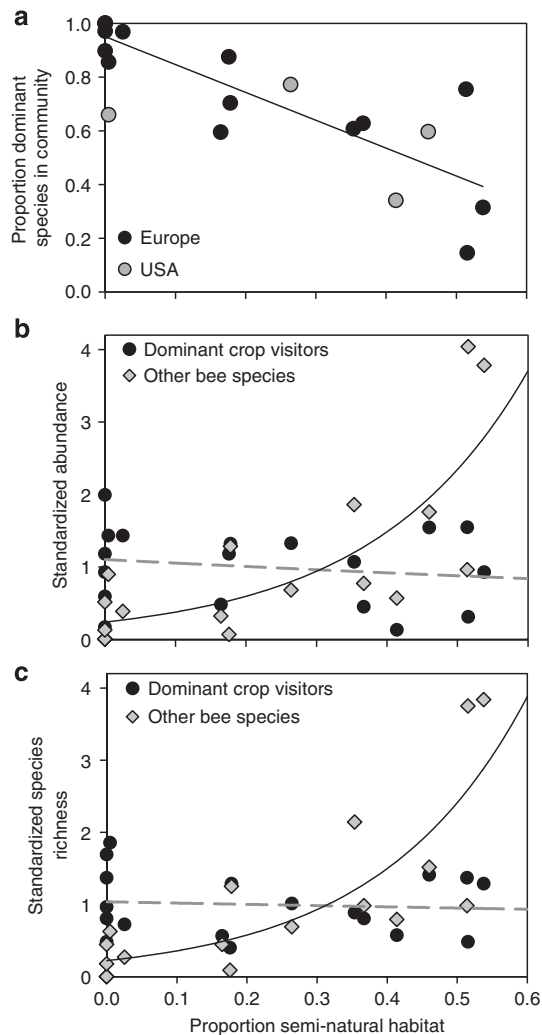 a
1.0
0.8
0.6
0.4
0.2
0.0
Proportion dominant
species in community
Europe
USA
b
4
3
2
1
0
Standardized abundance
Dominant crop visitors
Other bee species
c
4
3
2
1
0
Standardized species
richness
Dominant crop visitors
Other bee species
0.0 0.1 0.2 0.3 0.4 0.5 0.6
Proportion semi-natural habitat